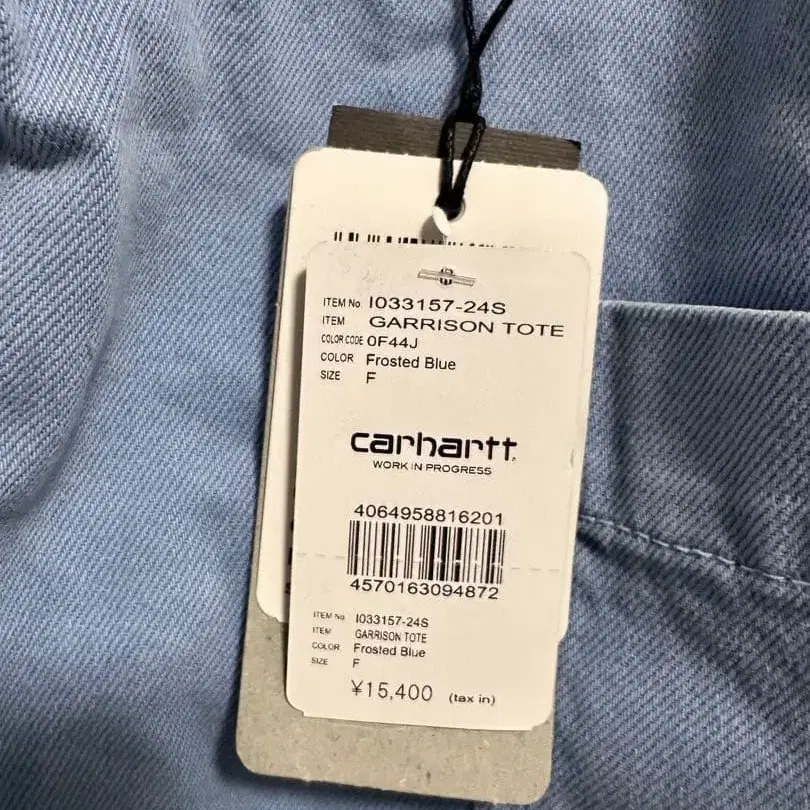 ITEM No. I033157-24S
ITEM GARRISON TOTE
COLOR CODE 0F44J
COLOR Frosted Blue
SIZE F
carhartt
WORK IN PROGRESS
4064958816201
4570163094872
ITEM No I033157-24S
ITEM GARRISON TOTE
COLOR Frosted Blue
SIZE F
¥15,400 (tax in)